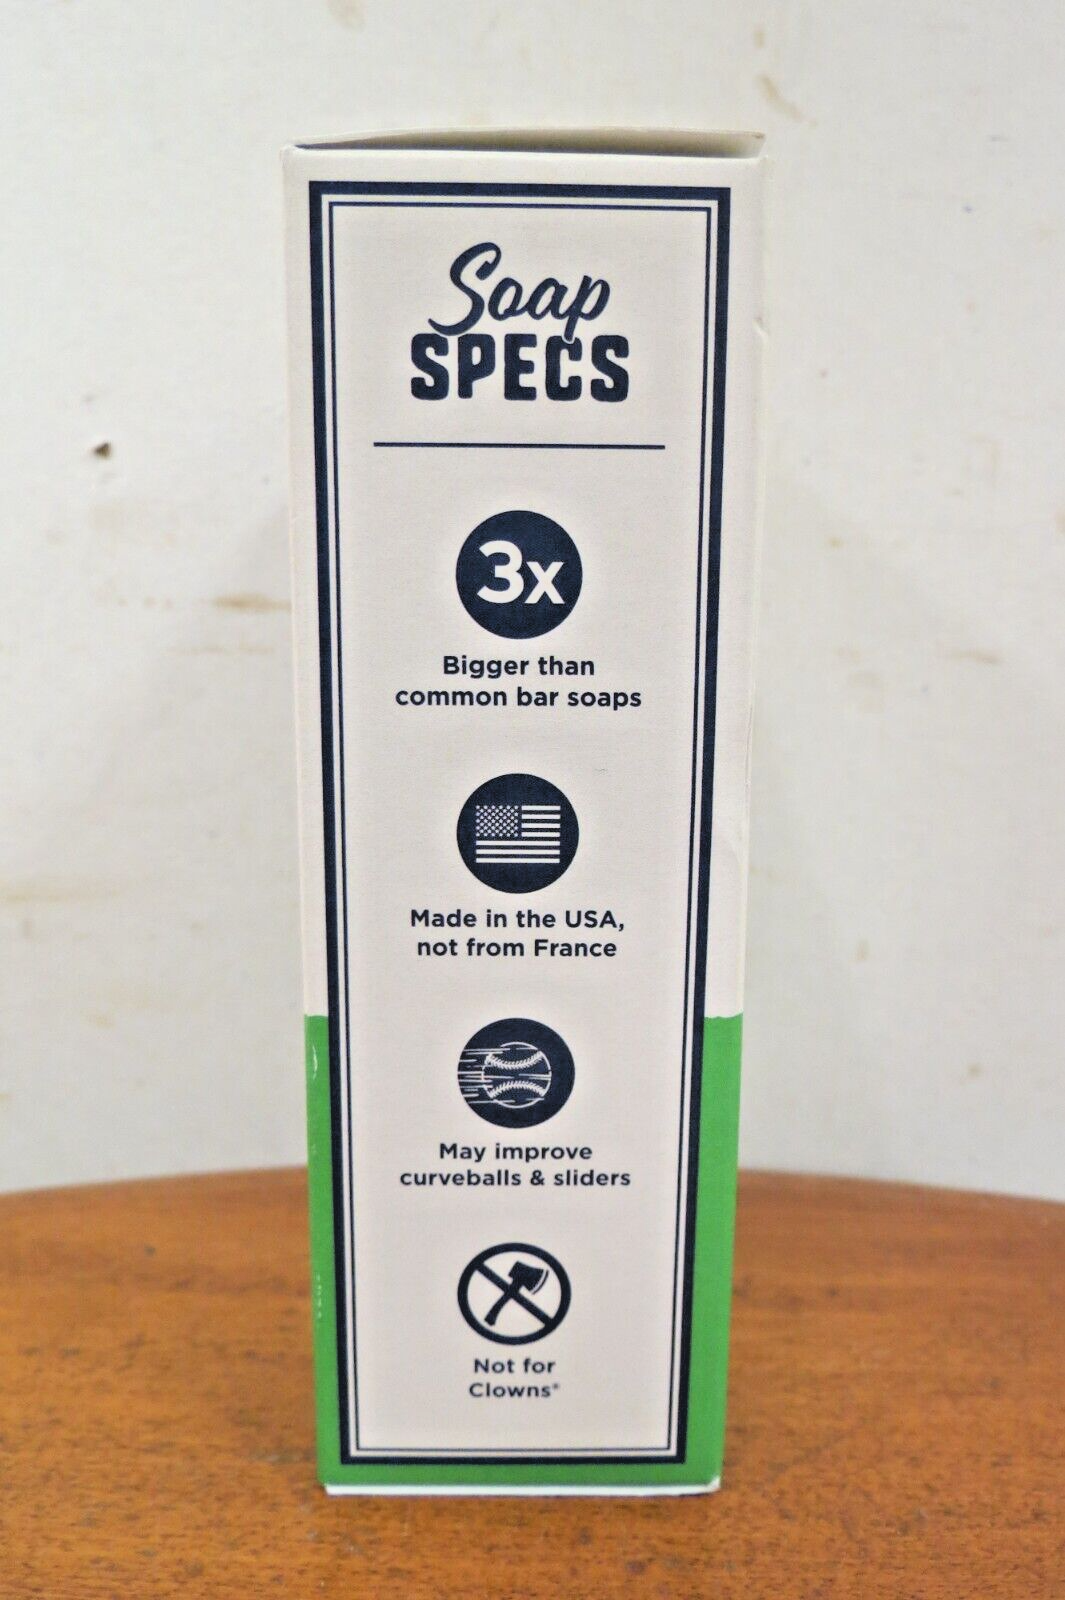 Soap
SPECS
3x
Bigger than
common bar soaps
Made in the USA,
not from France
May improve
curveballs & sliders
Not for
Clowns®